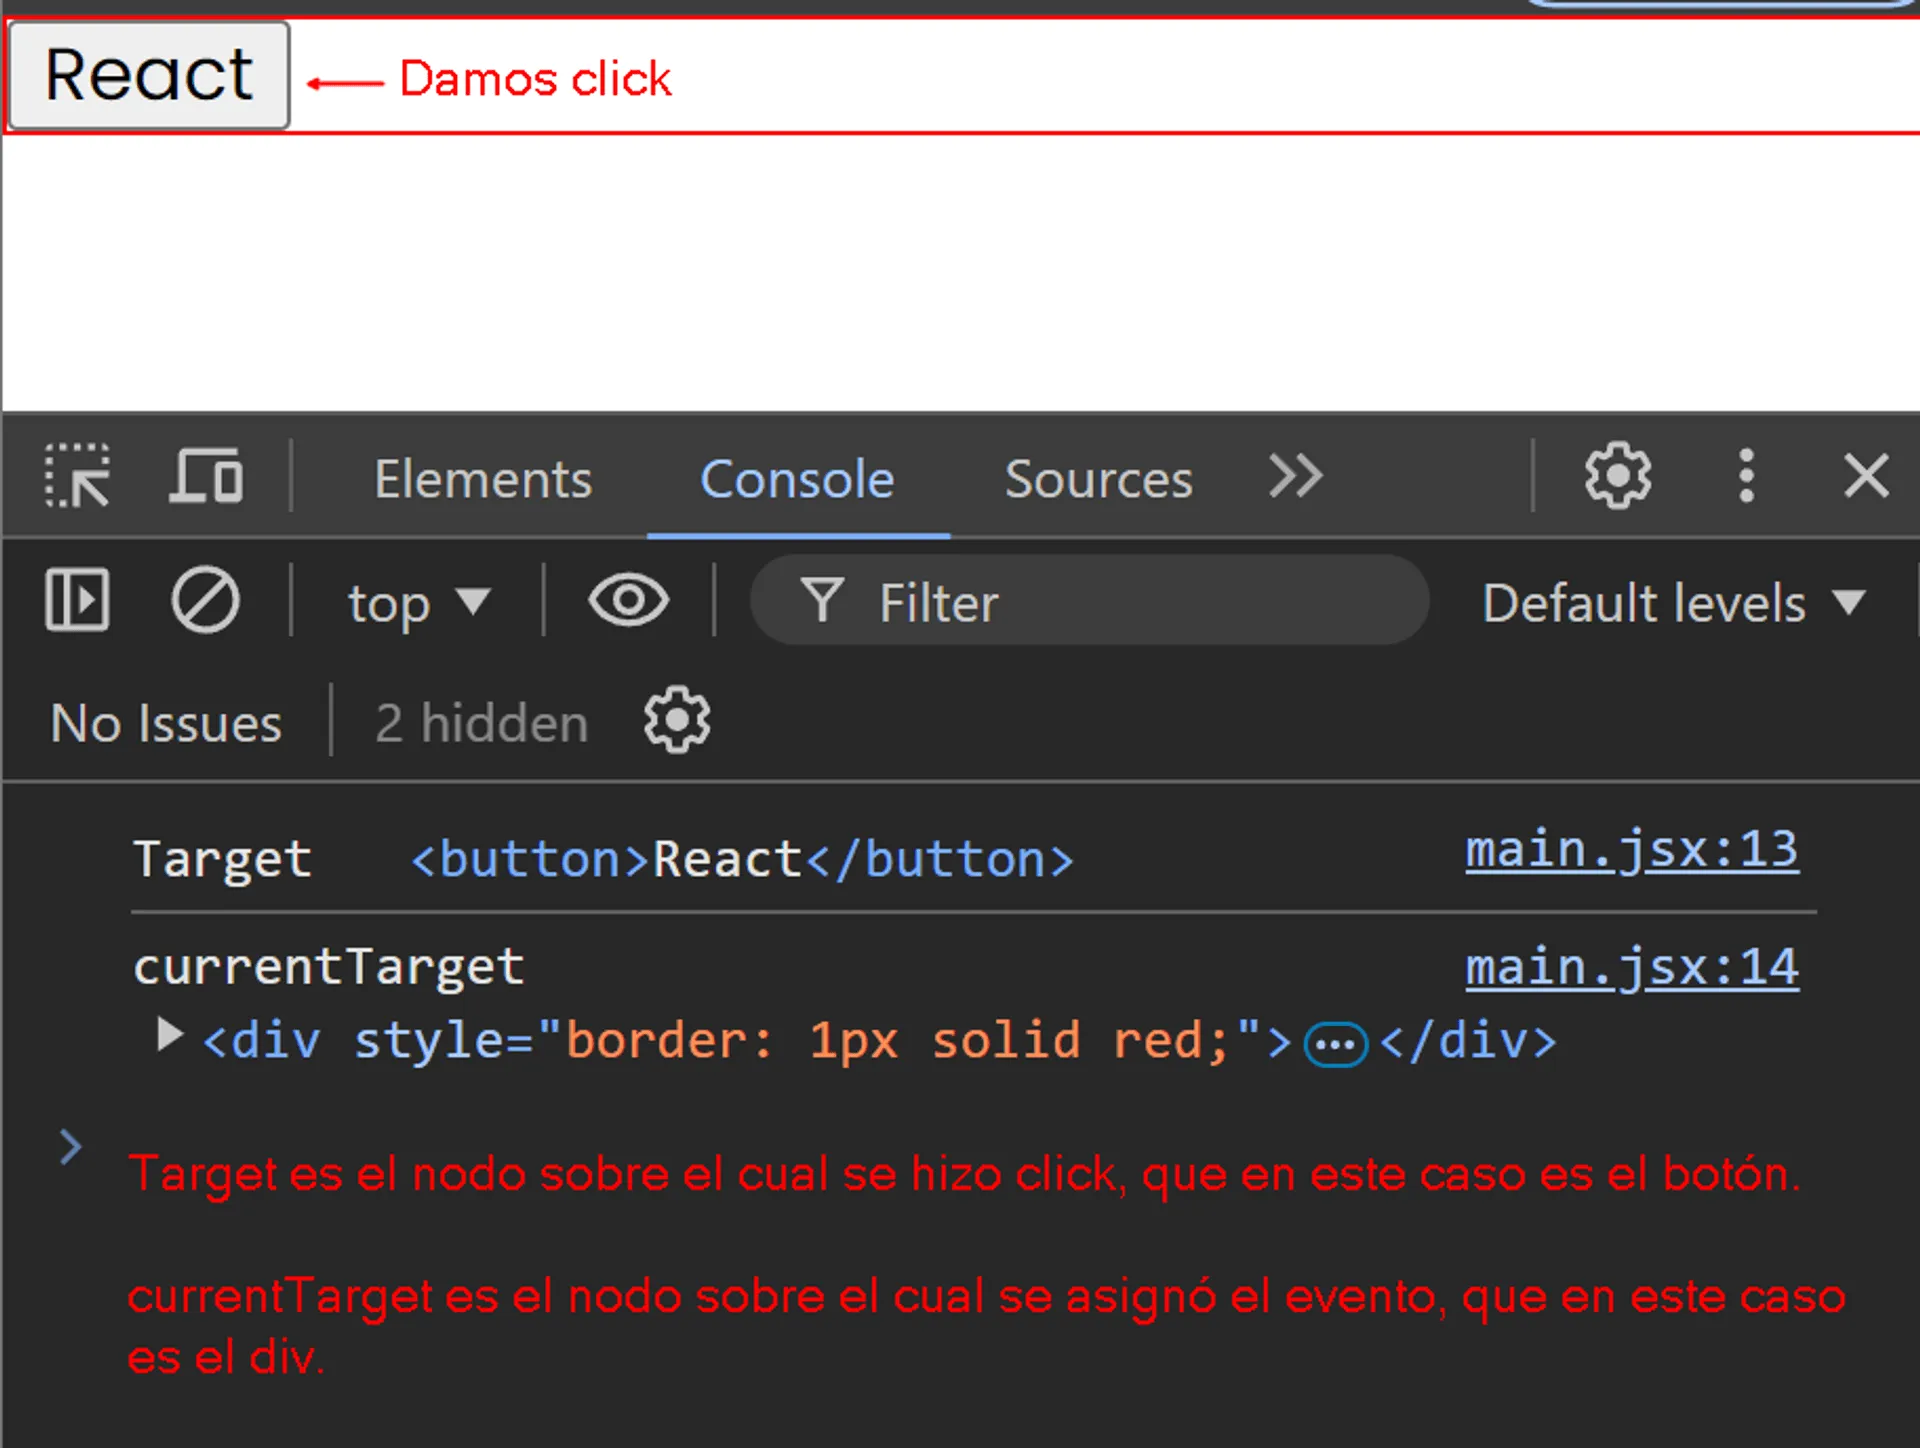 React
Damos click
Elements Console Sources
top Filter Default levels
No Issues 2 hidden
Target <button>React</button> main.jsx:13
currentTarget main.jsx:14
<div style="border: 1px solid red;">…</div>
Target es el nodo sobre el cual se hizo click, que en este caso es el botón.
currentTarget es el nodo sobre el cual se asignó el evento, que en este caso
es el div.